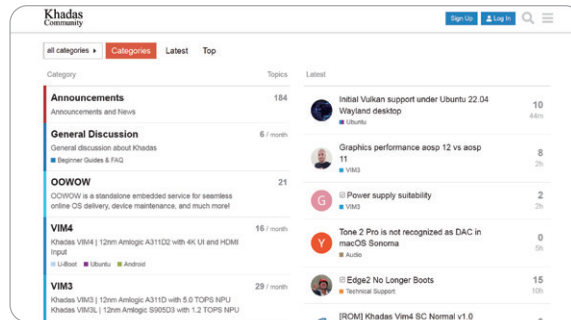 Khadas
Community
Sign Up
Log In
all categories
Categories
Latest
Top
Category
Topics
Announcements
184
Announcements and News
General Discussion
6 / month
General discussion about Khadas
Beginner Guides & FAQ
OOWOW
21
OOWOW is a standalone embedded service for seamless
online OS delivery, device maintenance, and much more!
VIM4
16 / month
Khadas VIM4 | 12nm Amlogic A311D2 with 4K UI and HDMI
Input
U-Boot Ubuntu Android
VIM3
29 / month
Khadas VIM3 | 12nm Amlogic A311D with 5.0 TOPS NPU
Khadas VIM3L | 12nm Amlogic S905D3 with 1.2 TOPS NPU
Latest
Initial Vulkan support under Ubuntu 22.04
Wayland desktop
Ubuntu
10
44m
Graphics performance aosp 12 vs aosp
11
VIM3
8
2h
G
Power supply suitability
VIM3
2
2h
Y
Tone 2 Pro is not recognized as DAC in
macOS Sonoma
Audio
0
5h
Edge2 No Longer Boots
Technical Support
15
10h
[ROM] Khadas Vim4 SC Normal v1.0